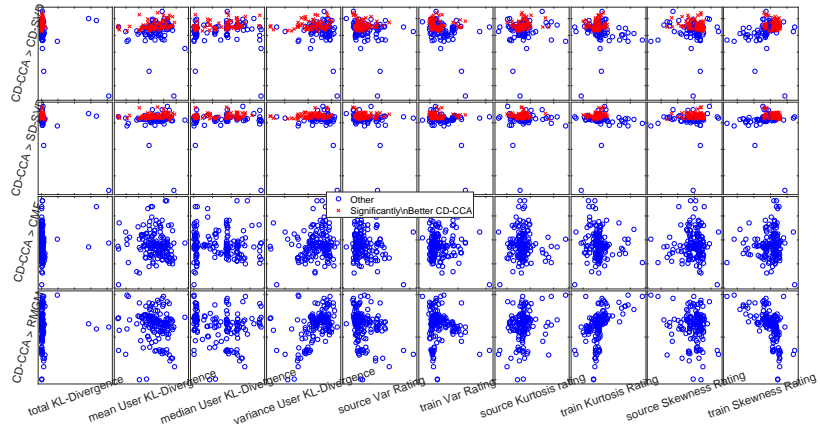 CD-CCA > CD-SVD
CD-CCA > SD-SVD
CD-CCA > CMF
CD-CCA > RMGM
Other
Significantly\nBetter CD-CCA
total KL-Divergence
mean User KL-Divergence
median User KL-Divergence
variance User KL-Divergence
source Var Rating
train Var Rating
source Kurtosis rating
train Kurtosis Rating
source Skewness Rating
train Skewness Rating